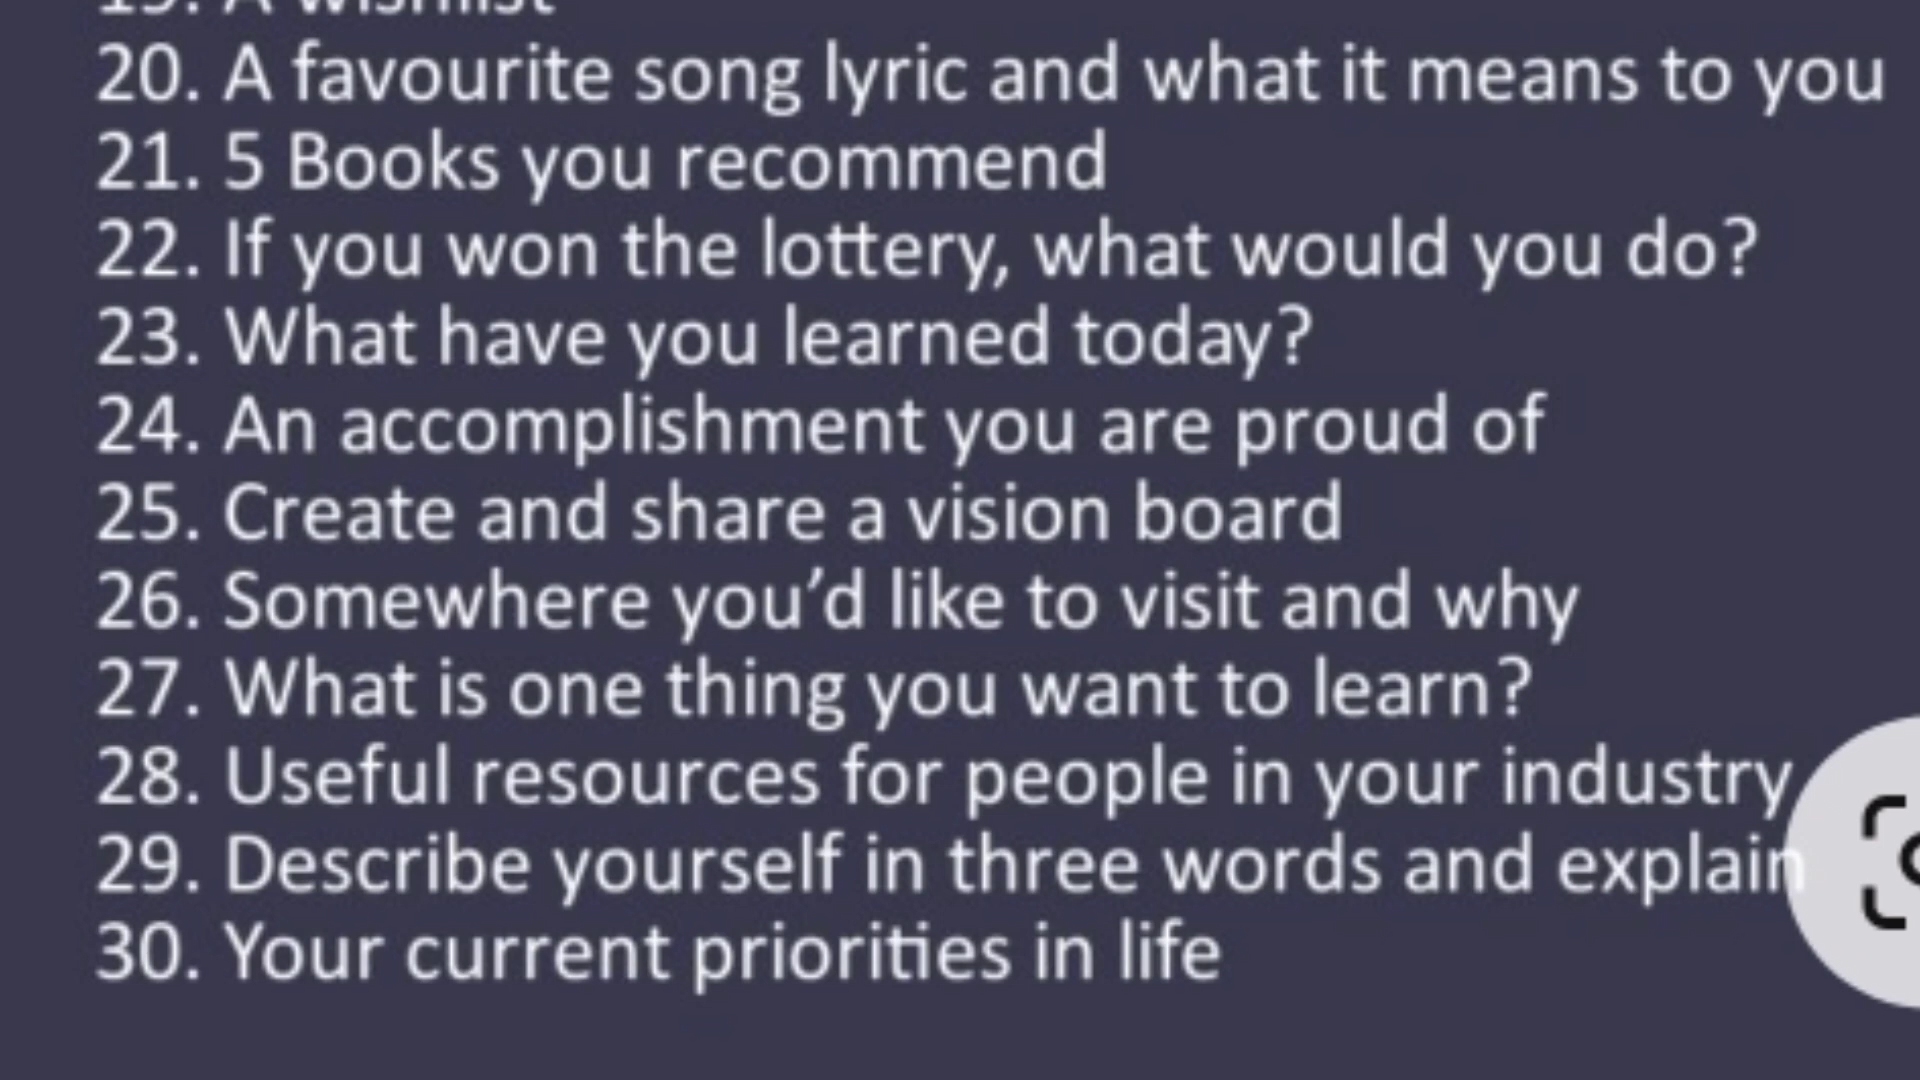 19. A wishlist
20. A favourite song lyric and what it means to you
21. 5 Books you recommend
22. If you won the lottery, what would you do?
23. What have you learned today?
24. An accomplishment you are proud of
25. Create and share a vision board
26. Somewhere you’d like to visit and why
27. What is one thing you want to learn?
28. Useful resources for people in your industry
29. Describe yourself in three words and explain
30. Your current priorities in life